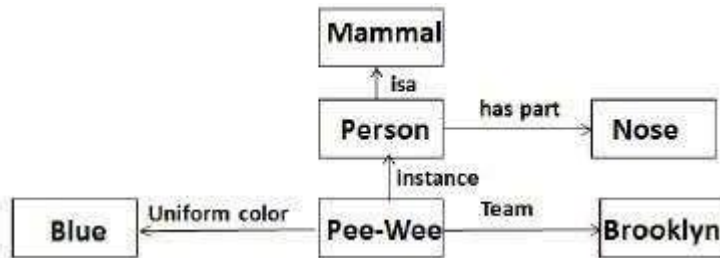 Mammal
isa
Person
has part
Nose
instance
Uniform color
Team
Blue
Pee-Wee
Brooklyn